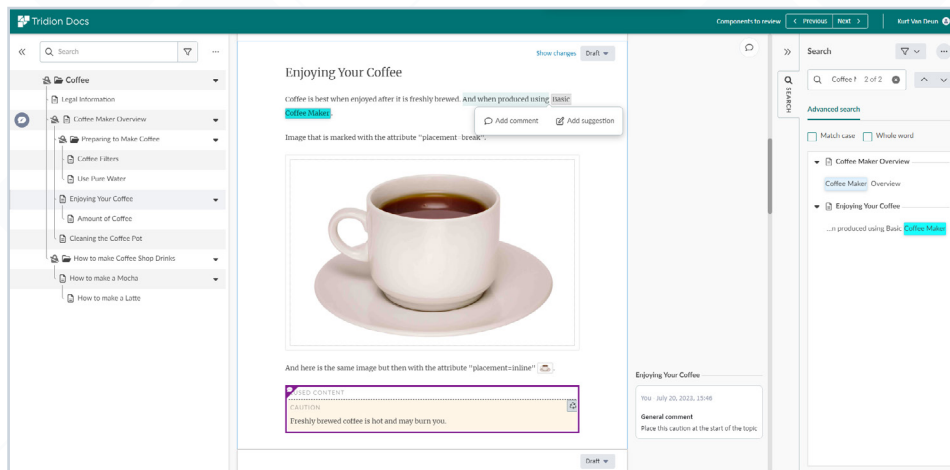 Tridion Docs
Components to review
Previous
Next
Kurt Van Deun
Search
Coffee
Legal Information
Coffee Maker Overview
Preparing to Make Coffee
Coffee Filters
Use Pure Water
Enjoying Your Coffee
Amount of Coffee
Cleaning the Coffee Pot
How to make Coffee Shop Drinks
How to make a Mocha
How to make a Latte
Show changes
Draft
Enjoying Your Coffee
Coffee is best when enjoyed after it is freshly brewed. And when produced using Basic
Coffee Maker.
Add comment
Add suggestion
Image that is marked with the attribute "placement break".
And here is the same image but then with the attribute "placement=inline"
USED CONTENT
CAUTION
Freshly brewed coffee is hot and may burn you.
Draft
Enjoying Your Coffee
You - July 20, 2023, 15:46
General comment
Place this caution at the start of the topic
SEARCH
Search
Coffee
2 of 2
Advanced search
Match case
Whole word
Coffee Maker Overview
Coffee Maker Overview
Enjoying Your Coffee
...n produced using Basic Coffee Maker